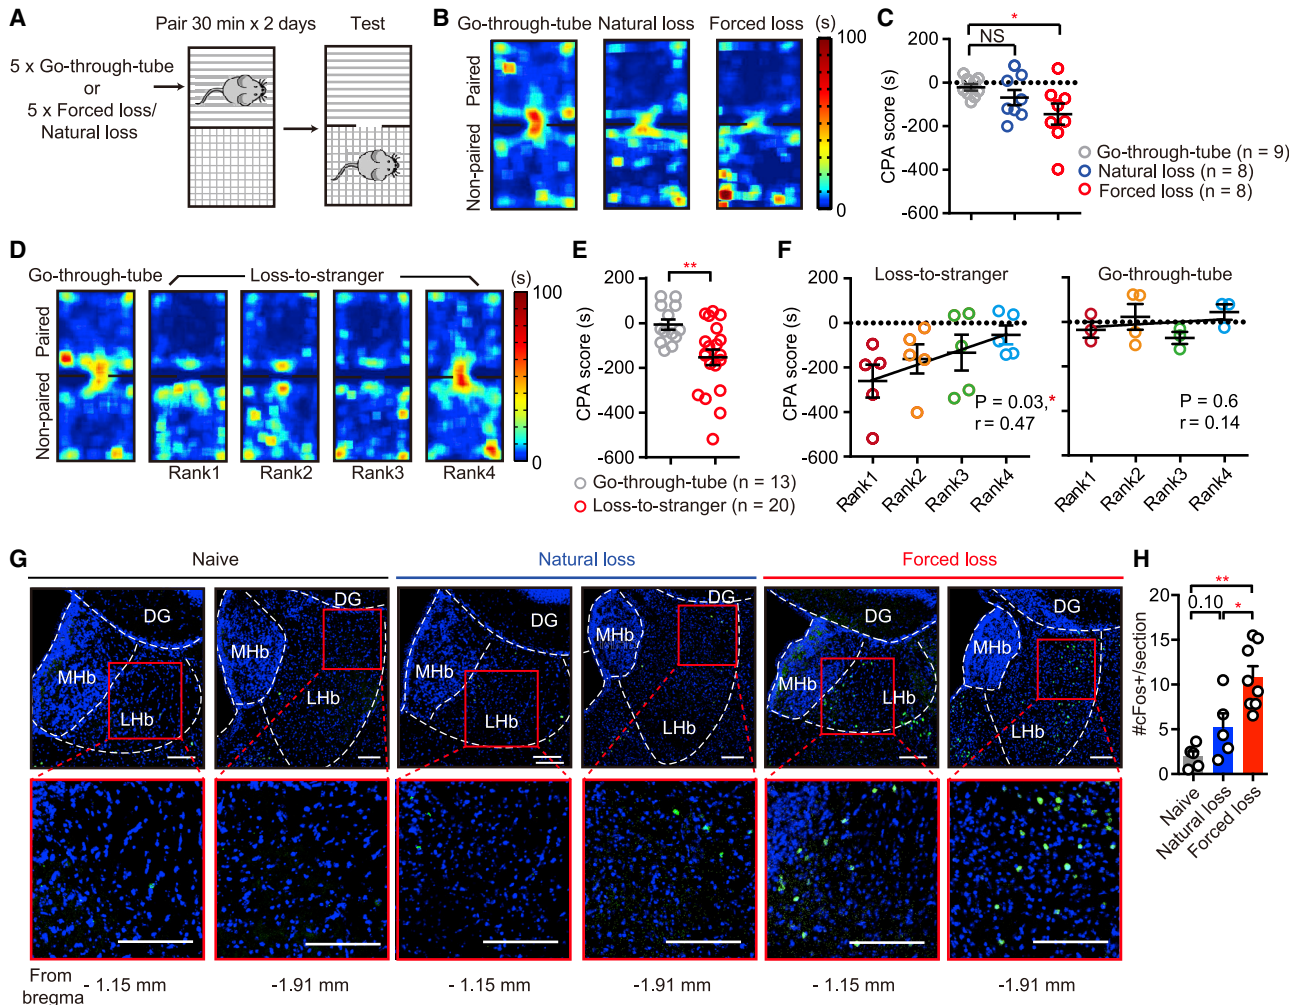 A
Pair 30 min x 2 days
Test
5 x Go-through-tube
or
5 x Forced loss/
Natural loss
B
Go-through-tube
Natural loss
Forced loss
(s)
100
0
Paired
Non-paired
C
*
NS
CPA score (s)
200
0
-200
-400
-600
Go-through-tube (n = 9)
Natural loss (n = 8)
Forced loss (n = 8)
D
Go-through-tube
Loss-to-stranger
(s)
100
0
Paired
Non-paired
Rank1
Rank2
Rank3
Rank4
E
**
CPA score (s)
200
0
-200
-400
-600
Go-through-tube (n = 13)
Loss-to-stranger (n = 20)
F
Loss-to-stranger
Go-through-tube
CPA score (s)
200
0
-200
-400
-600
P = 0.03,*
r = 0.47
P = 0.6
r = 0.14
Rank1
Rank2
Rank3
Rank4
Rank1
Rank2
Rank3
Rank4
G
Naive
Natural loss
Forced loss
DG
MHb
LHb
DG
MHb
LHb
DG
MHb
LHb
DG
MHb
LHb
DG
MHb
LHb
DG
MHb
LHb
From
bregma
- 1.15 mm
-1.91 mm
- 1.15 mm
-1.91 mm
- 1.15 mm
-1.91 mm
H
**
0.10
*
#cFos+/section
20
15
10
5
0
Naive
Natural loss
Forced loss